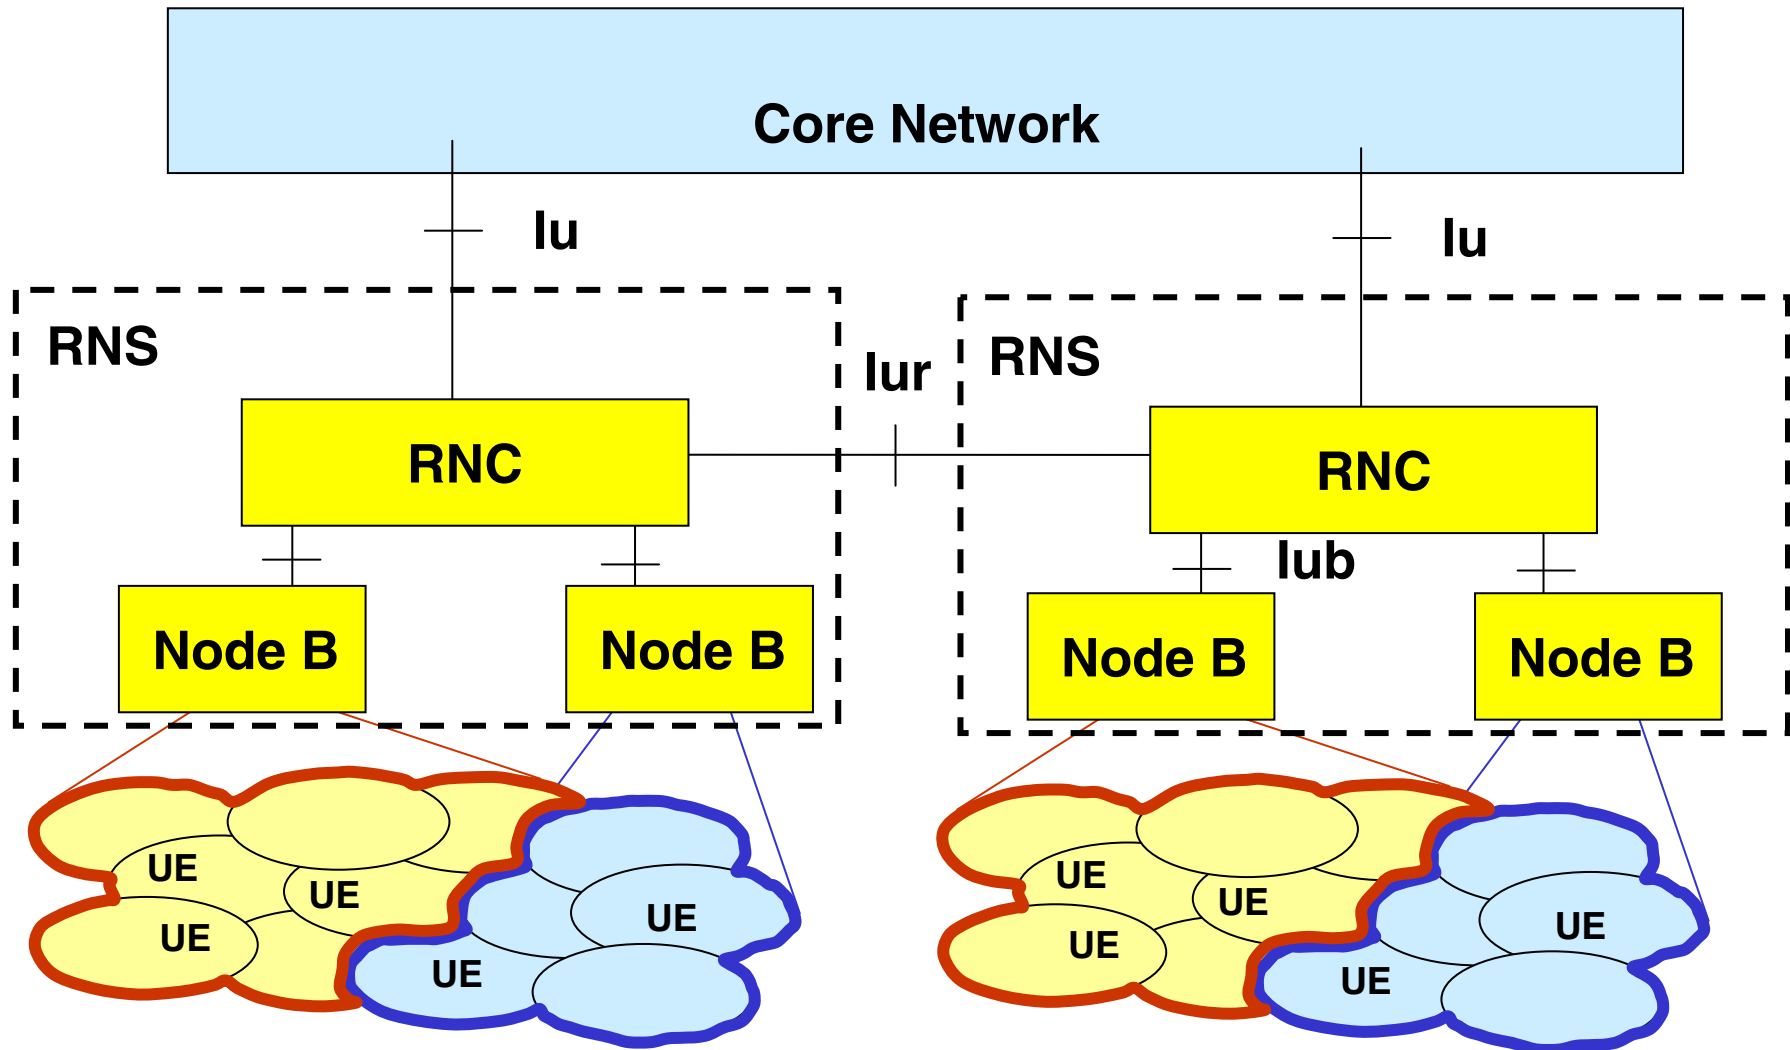 Core Network
Iu
Iu
RNS
RNS
Iur
RNC
RNC
Iub
Node B
Node B
Node B
Node B
UE
UE
UE
UE
UE
UE
UE
UE
UE
UE